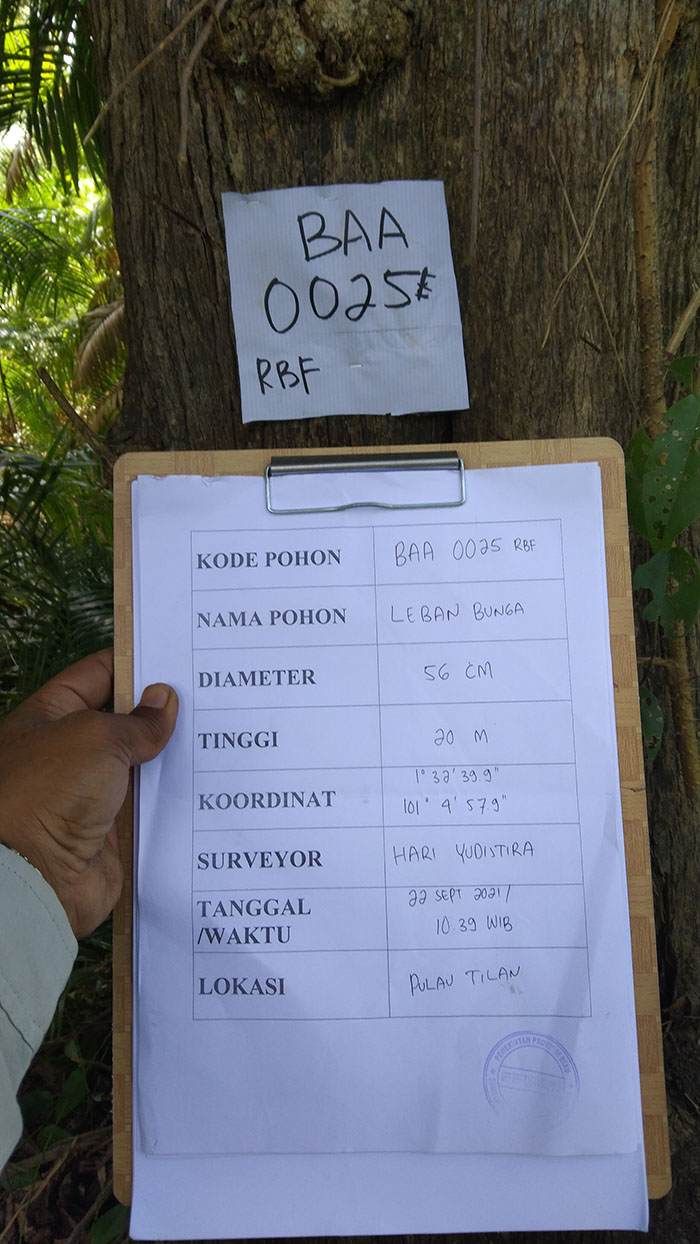 BAA
0025
RBF
KODE POHON BAA 0025 RBF
NAMA POHON LEBAN BUNGA
DIAMETER 56 CM
TINGGI 20 M
KOORDINAT 1° 32' 39.9"
101° 4' 57.9"
SURVEYOR HARI YUDISTIRA
TANGGAL 22 SEPT 2021/
/WAKTU 10.39 WIB
LOKASI PULAU TILAN
PEMERINTAH